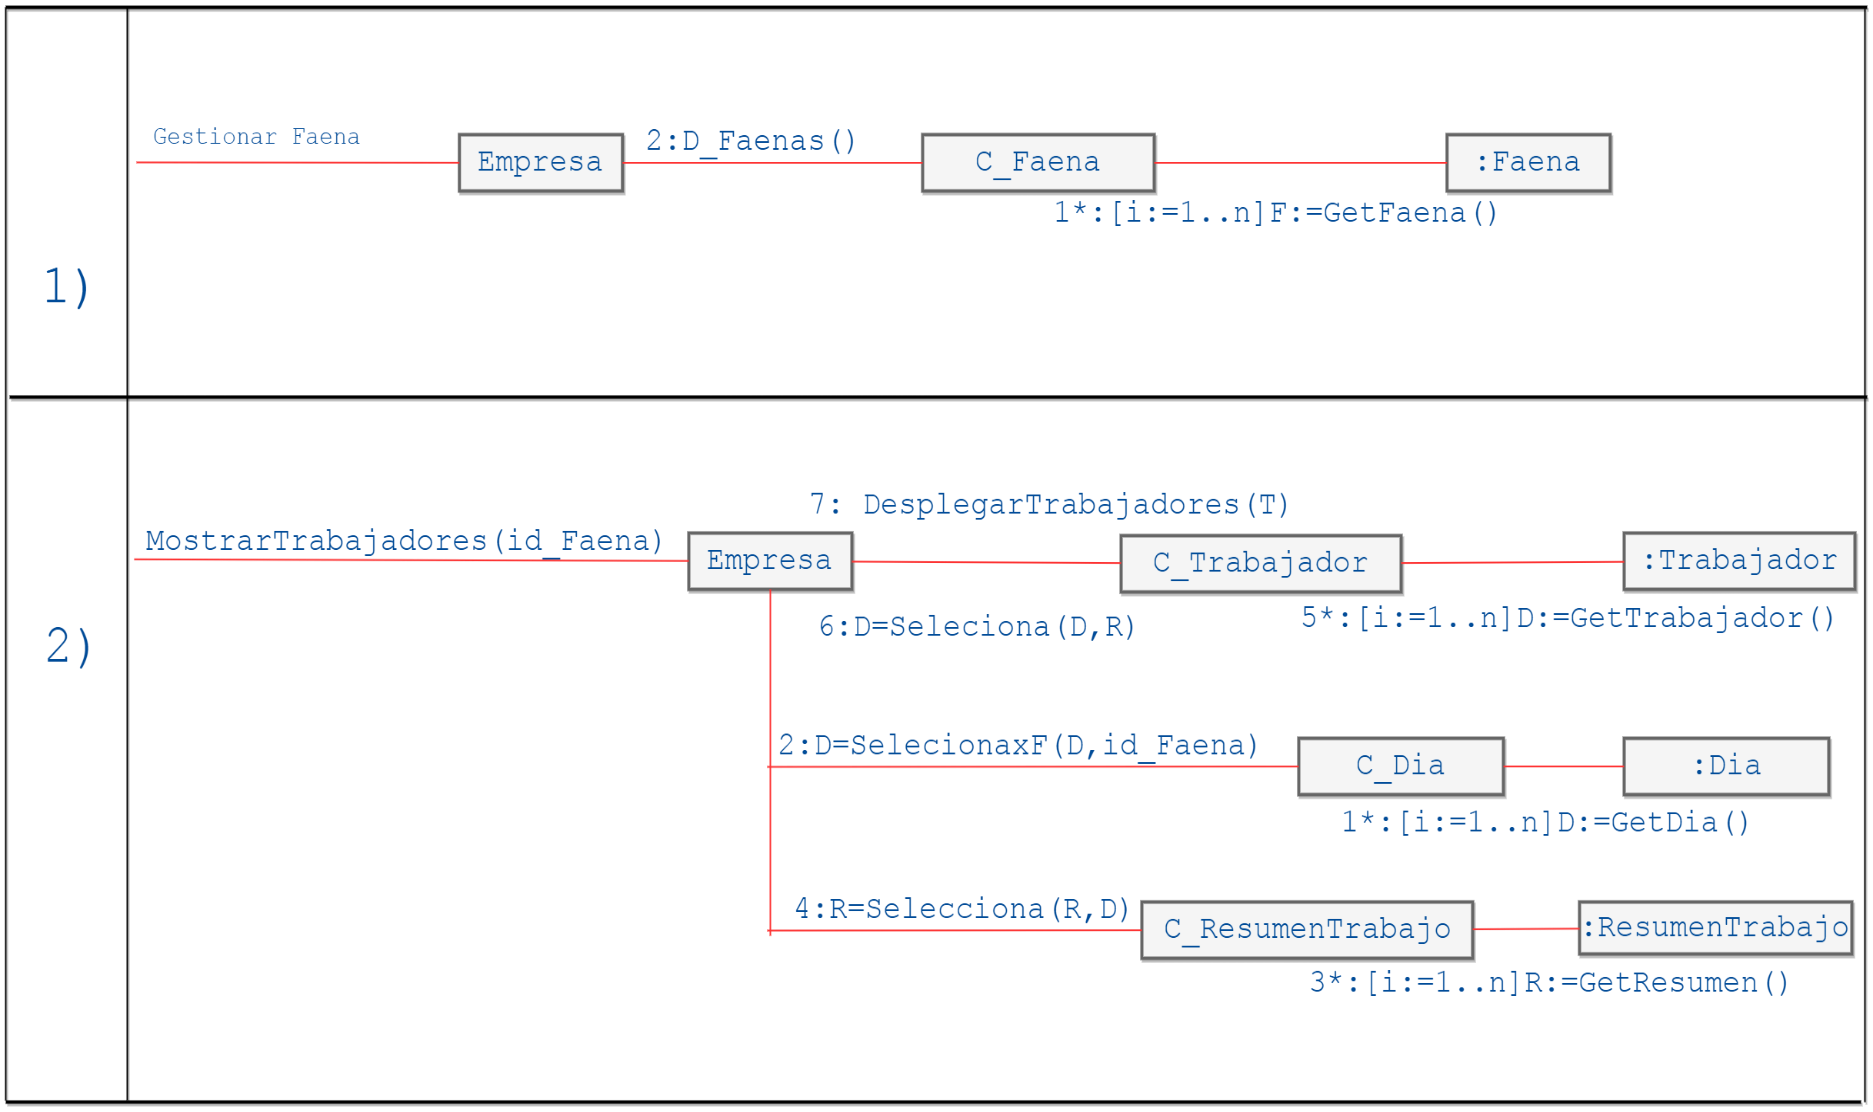 Gestionar Faena
Empresa
2:D_Faenas()
C_Faena
:Faena
1*:[i:=1..n]F:=GetFaena()
1)
7: DesplegarTrabajadores(T)
MostrarTrabajadores(id_Faena)
Empresa
C_Trabajador
:Trabajador
6:D=Seleciona(D,R)
5*:[i:=1..n]D:=GetTrabajador()
2)
2:D=SelecionaxF(D,id_Faena)
C_Dia
:Dia
1*:[i:=1..n]D:=GetDia()
4:R=Selecciona(R,D)
C_ResumenTrabajo
:ResumenTrabajo
3*:[i:=1..n]R:=GetResumen()